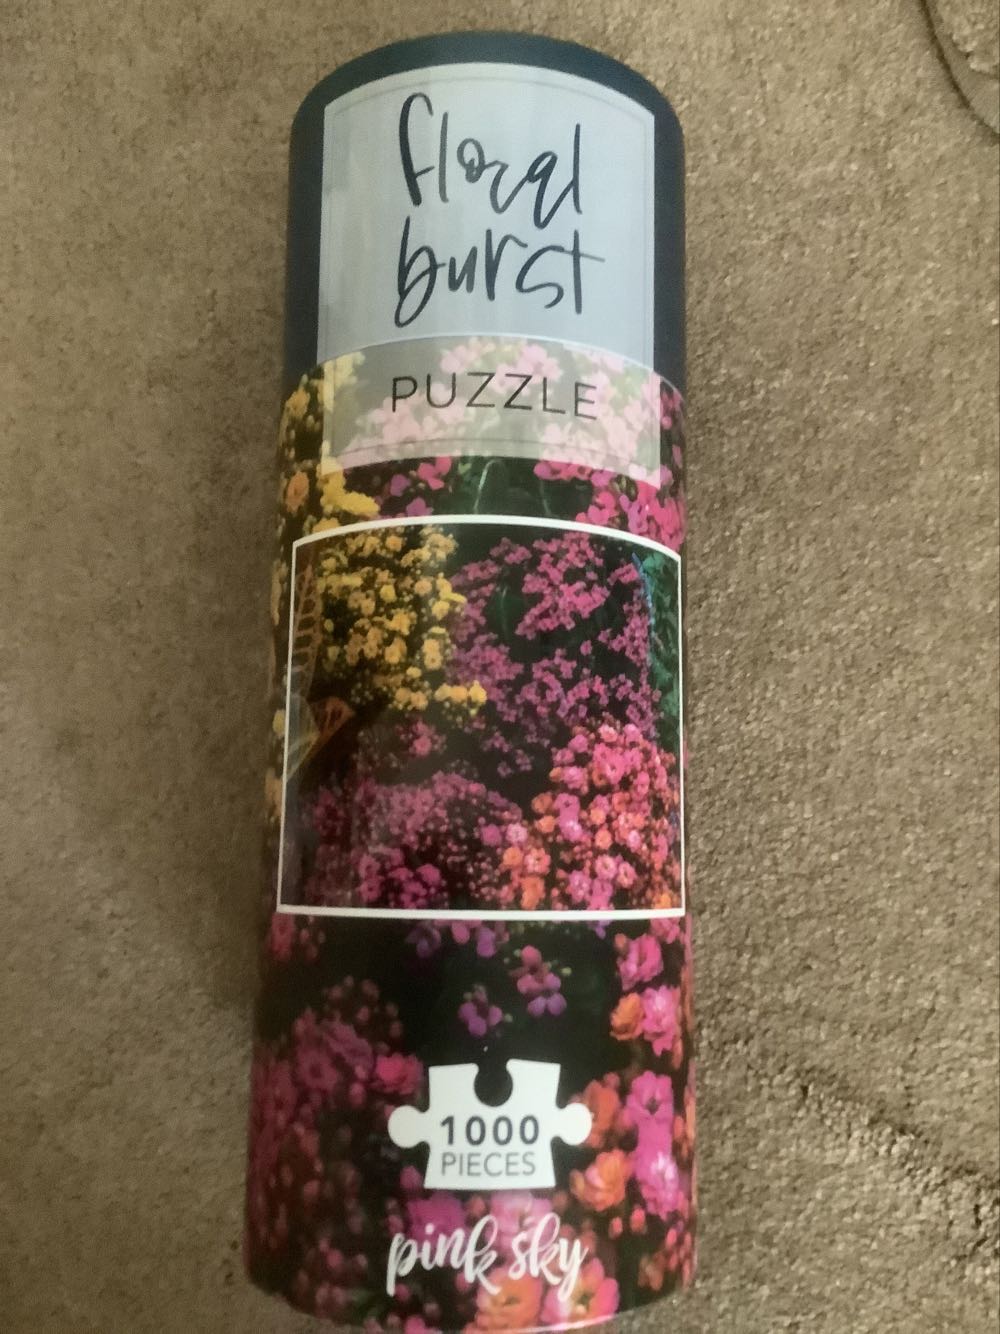 floral
burst
PUZZLE
1000
PIECES
pink sky